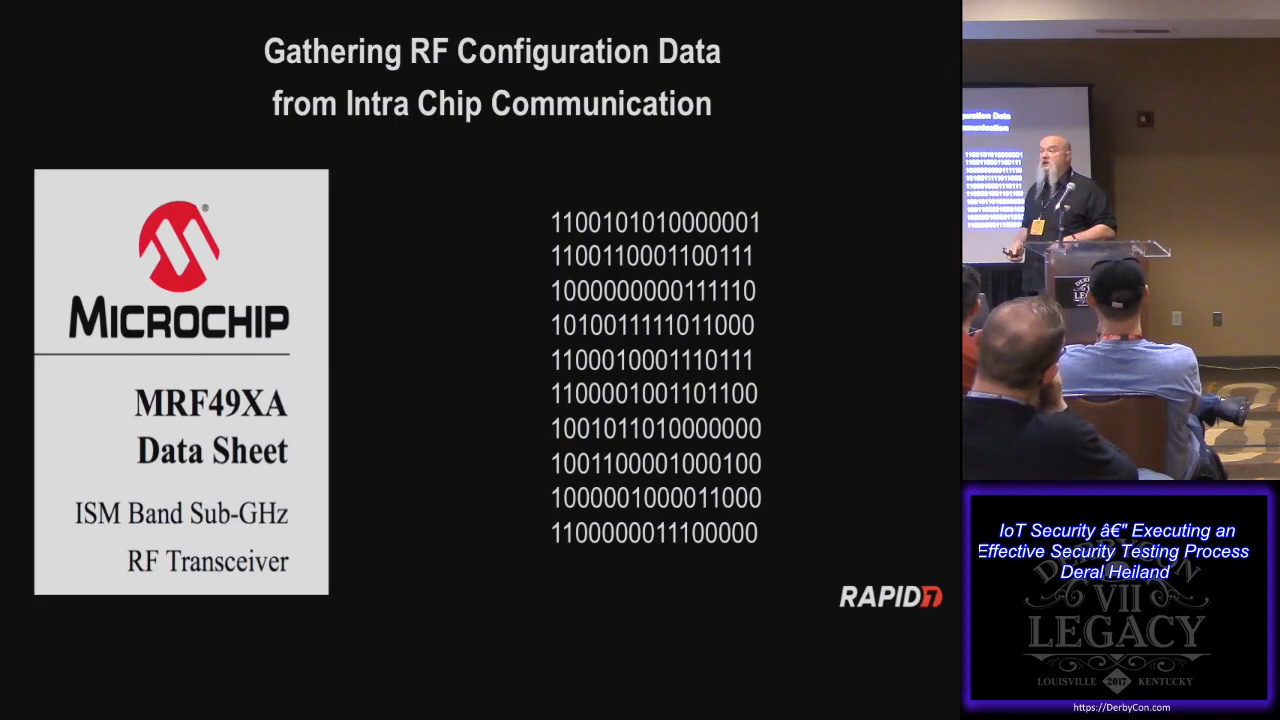 Gathering RF Configuration Data
from Intra Chip Communication
MICROCHIP
MRF49XA
Data Sheet
ISM Band Sub-GHz
RF Transceiver
1100101010000001
1100110001100111
1000000000111110
1010011111011000
1100010001110111
1100001001101100
1001011010000000
1001100001000100
1000001000011000
1100000011100000
RAPID7
IoT Security â€" Executing an
Effective Security Testing Process
Deral Heiland
DERBYCON
VII
LEGACY
LOUISVILLE 2017 KENTUCKY
https://DerbyCon.com